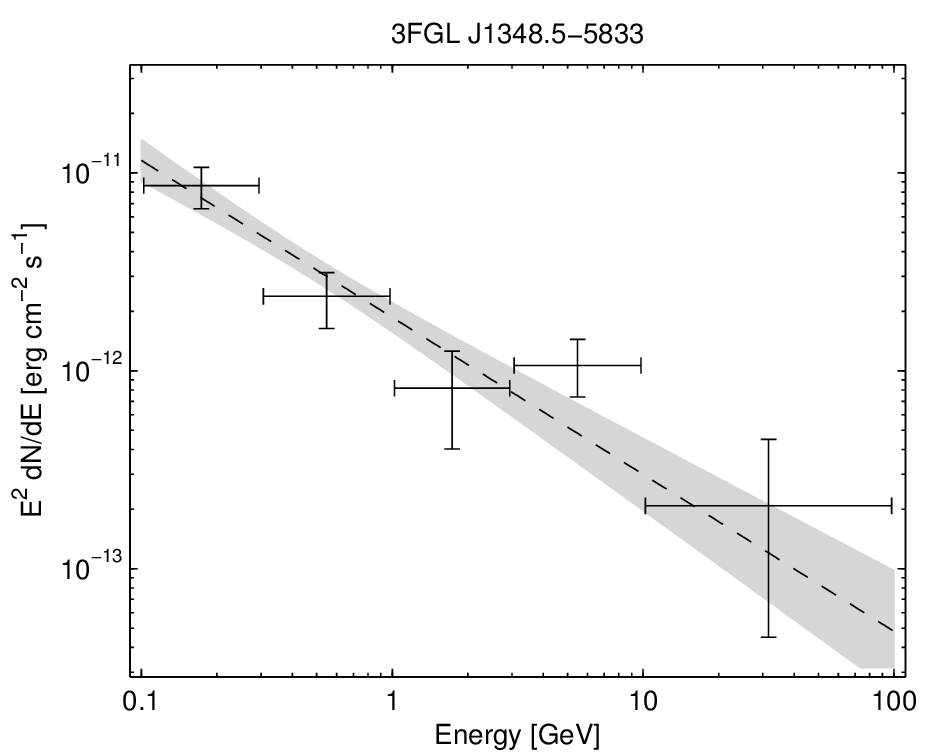 3FGL J1348.5−5833
10⁻¹¹
10⁻¹²
10⁻¹³
E² dN/dE [erg cm⁻² s⁻¹]
0.1 1 10 100
Energy [GeV]